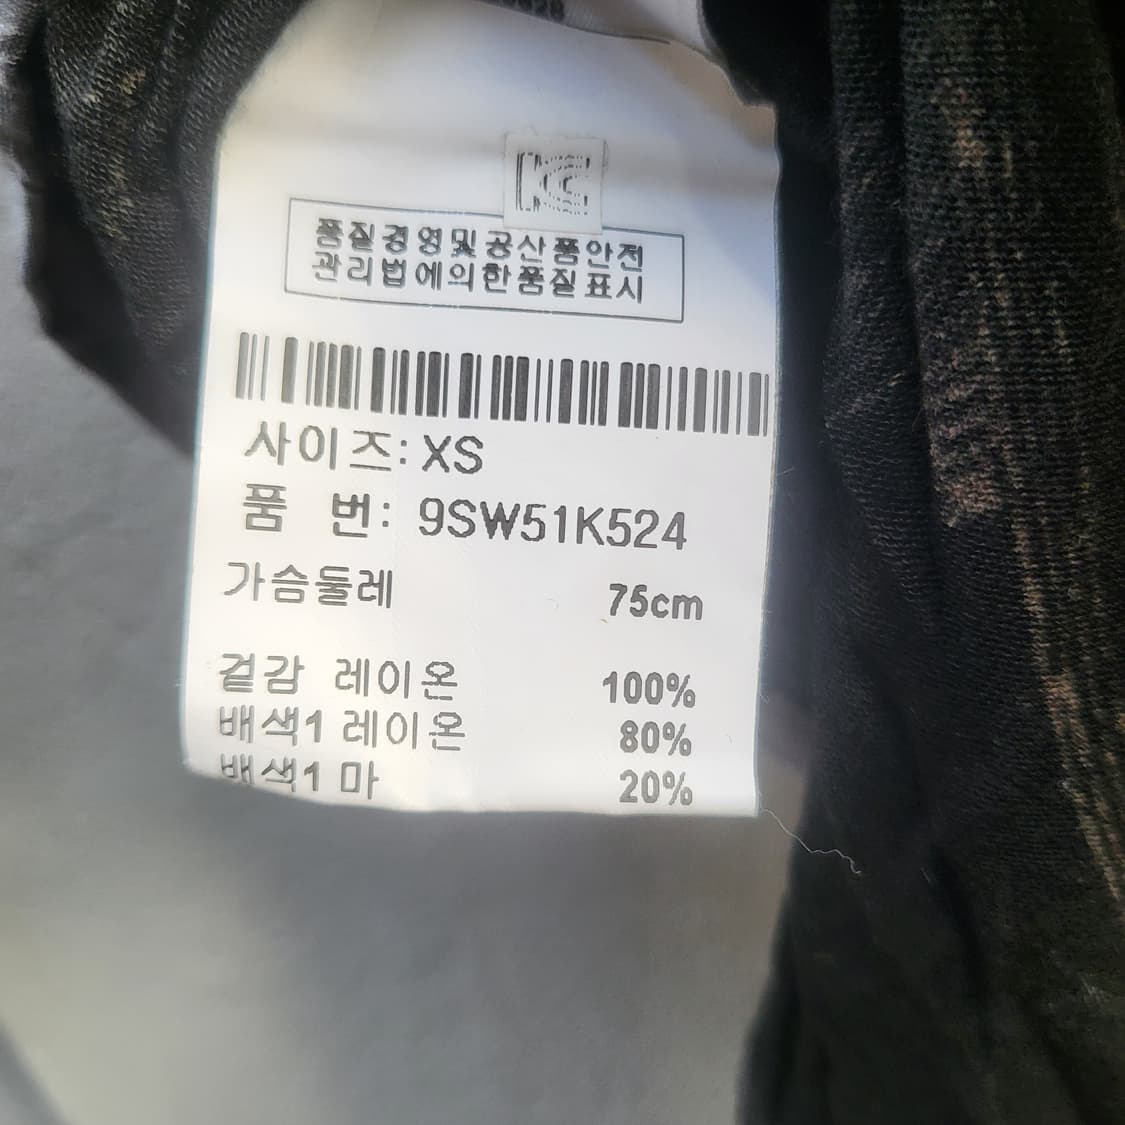 품질경영및공산품안전
관리법에의한품질표시
사이즈: XS
품 번: 9SW51K524
가슴둘레 75cm
겉감 레이온 100%
배색1 레이온 80%
배색1 마 20%